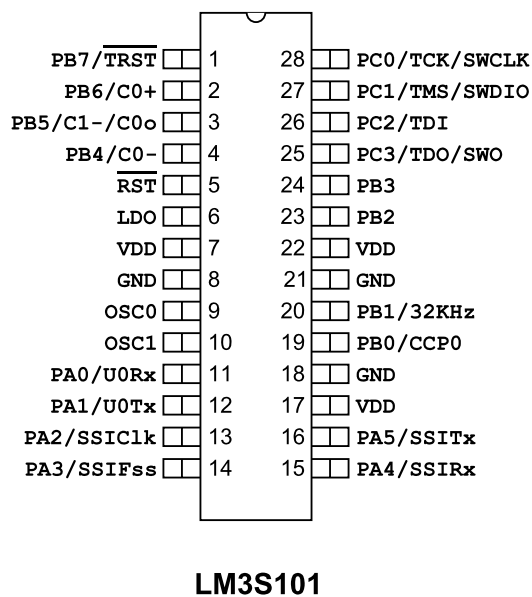 PB7/TRST 1 28 PC0/TCK/SWCLK
PB6/C0+ 2 27 PC1/TMS/SWDIO
PB5/C1-/C0o 3 26 PC2/TDI
PB4/C0- 4 25 PC3/TDO/SWO
RST 5 24 PB3
LDO 6 23 PB2
VDD 7 22 VDD
GND 8 21 GND
OSC0 9 20 PB1/32KHz
OSC1 10 19 PB0/CCP0
PA0/U0Rx 11 18 GND
PA1/U0Tx 12 17 VDD
PA2/SSIClk 13 16 PA5/SSITx
PA3/SSIFss 14 15 PA4/SSIRx
LM3S101